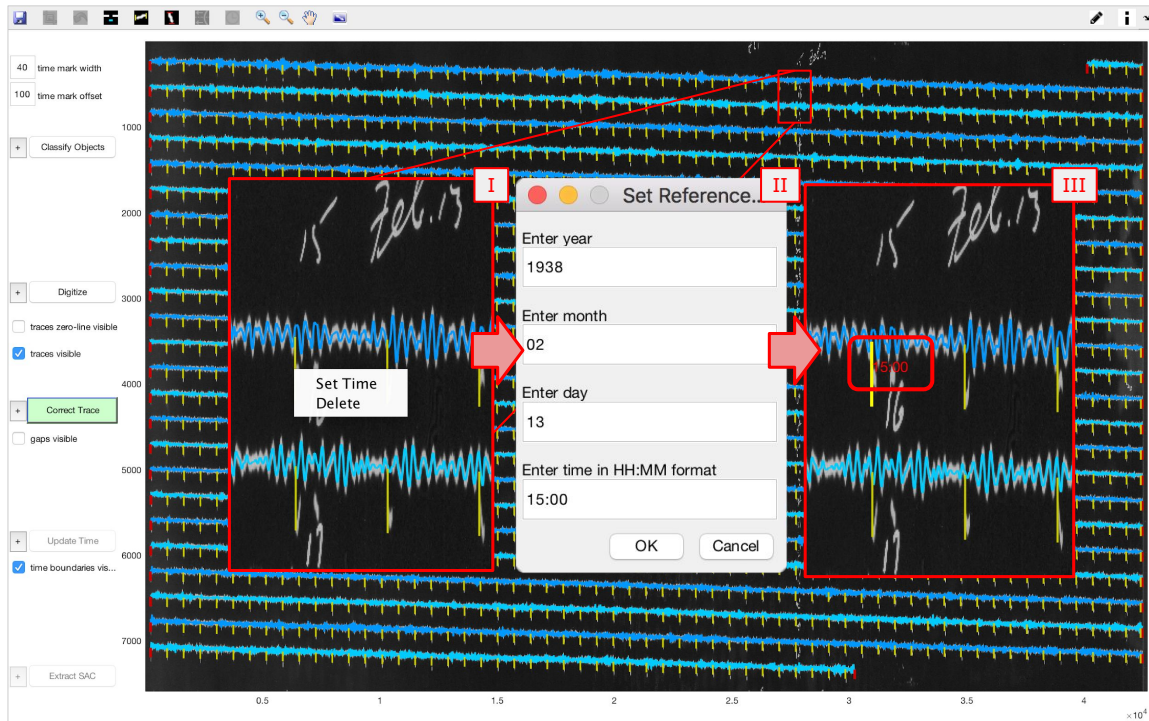 40 time mark width
100 time mark offset
+ Classify Objects
+ Digitize
traces zero-line visible
traces visible
+ Correct Trace
gaps visible
+ Update Time
time boundaries vis...
+ Extract SAC
1000
2000
3000
4000
5000
6000
7000
0.5 1 1.5 2 2.5 3 3.5 4
×10⁴
I
15 Feb. 13
Set Time
Delete
17
II
Set Reference...
Enter year
1938
Enter month
02
Enter day
13
Enter time in HH:MM format
15:00
OK Cancel
III
15 Feb. 13
15:00
16
17